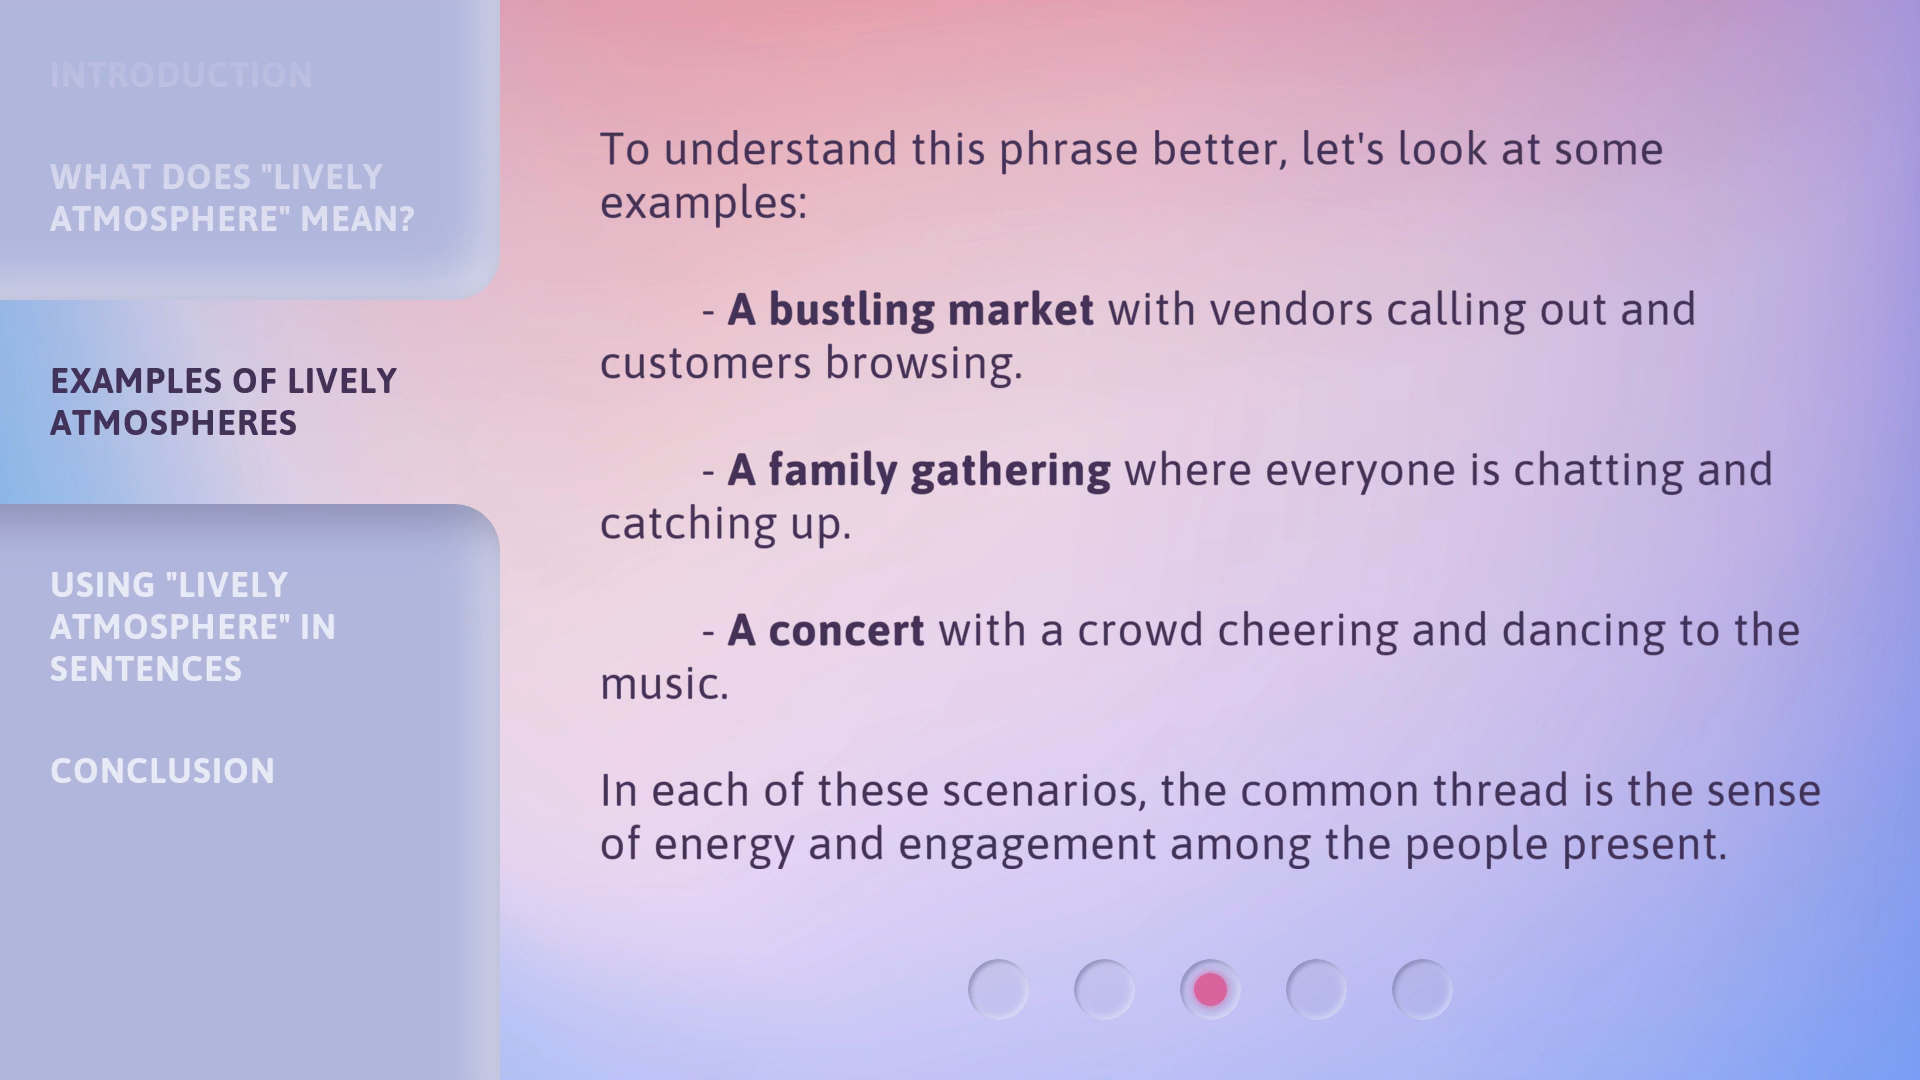 INTRODUCTION
WHAT DOES "LIVELY
ATMOSPHERE" MEAN?
EXAMPLES OF LIVELY
ATMOSPHERES
USING "LIVELY
ATMOSPHERE" IN
SENTENCES
CONCLUSION
To understand this phrase better, let's look at some
examples:
- A bustling market with vendors calling out and
customers browsing.
- A family gathering where everyone is chatting and
catching up.
- A concert with a crowd cheering and dancing to the
music.
In each of these scenarios, the common thread is the sense
of energy and engagement among the people present.